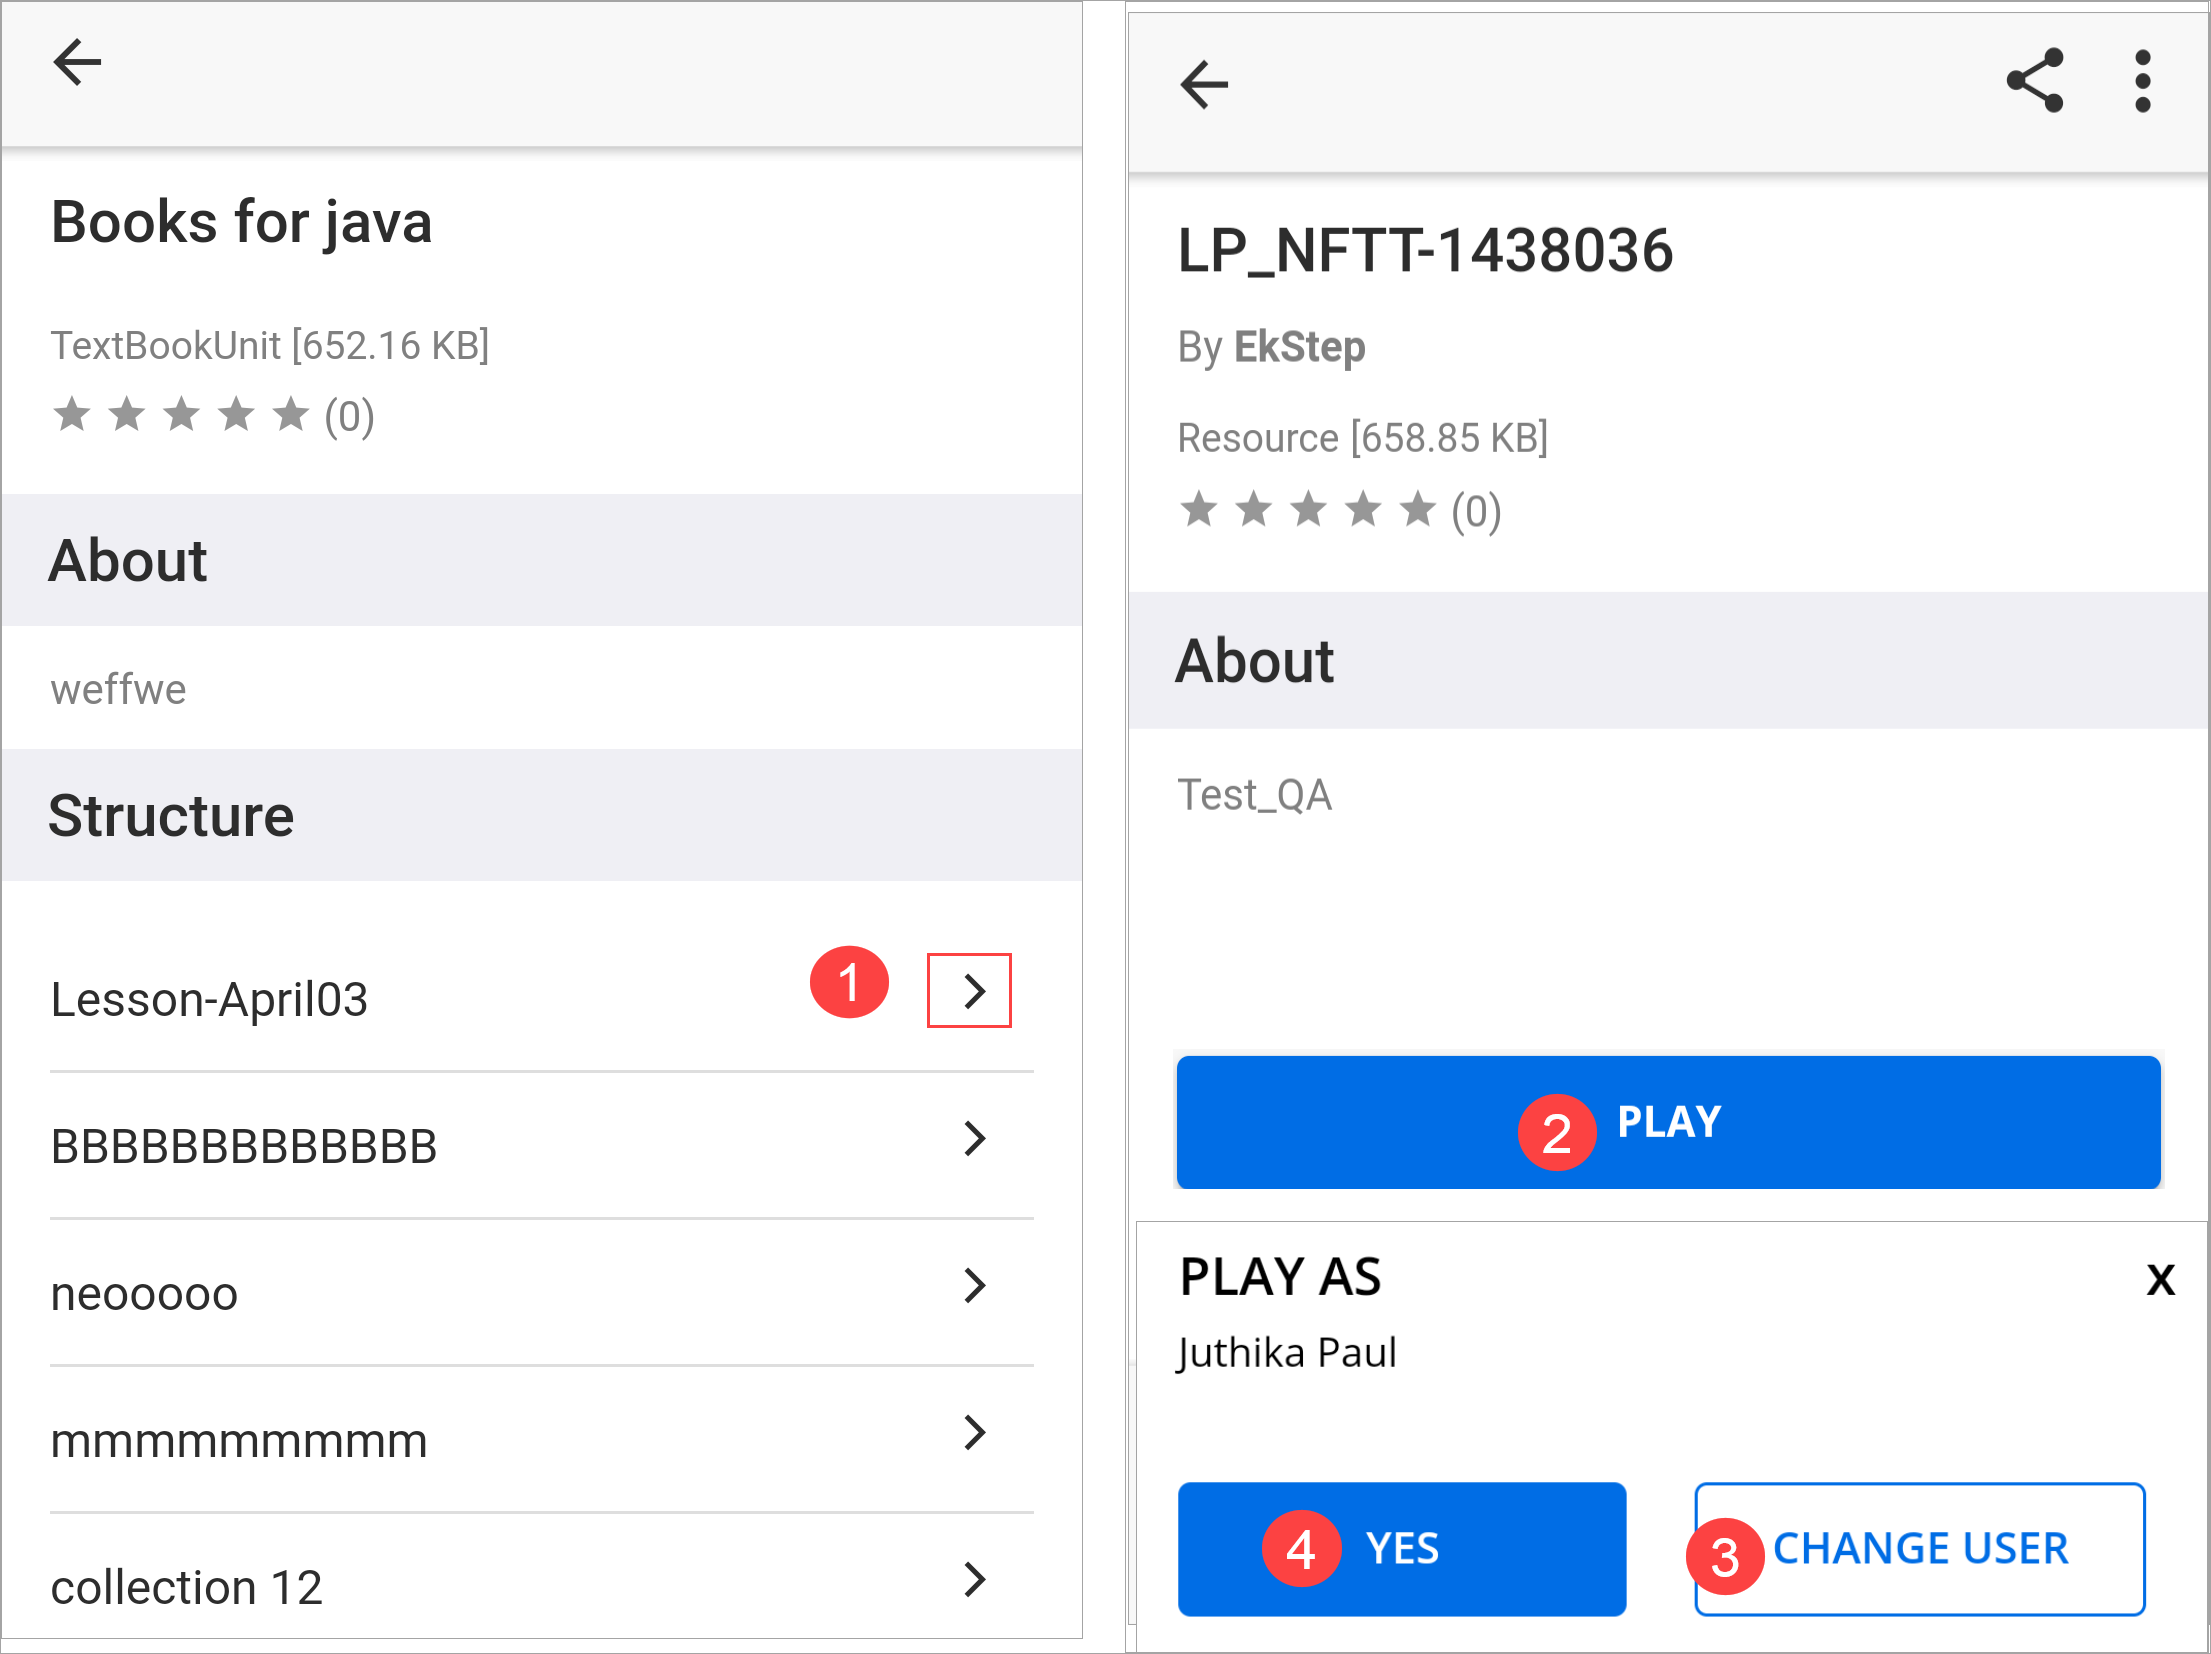 Books for java
TextBookUnit [652.16 KB]
(0)
About
weffwe
Structure
Lesson-April03
1
BBBBBBBBBBBBB
neooooo
mmmmmmmmm
collection 12
LP_NFTT-1438036
By EkStep
Resource [658.85 KB]
(0)
About
Test_QA
2 PLAY
PLAY AS
X
Juthika Paul
4 YES
3 CHANGE USER